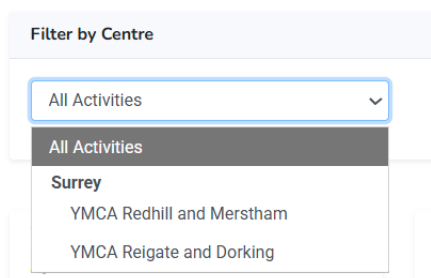 Filter by Centre
All Activities
All Activities
Surrey
YMCA Redhill and Merstham
YMCA Reigate and Dorking